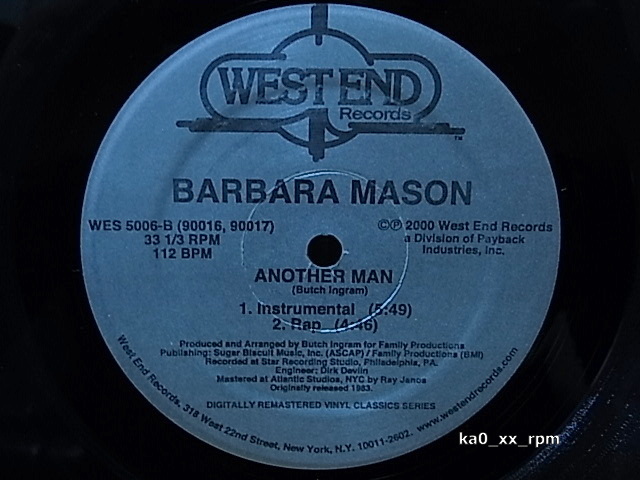 WEST END
Records
TM
BARBARA MASON
WES 5006-B (90016, 90017)
33 1/3 RPM
112 BPM
©℗ 2000 West End Records
a Division of Payback
Industries, Inc.
ANOTHER MAN
(Butch Ingram)
1. Instrumental (5:49)
2. Rap (4:46)
Produced and Arranged by Butch Ingram for Family Productions
Publishing: Sugar Biscuit Music, Inc. (ASCAP) / Family Productions (BMI)
Recorded at Star Recording Studio, Philadelphia, PA.
Engineer: Dirk Devlin
Mastered at Atlantic Studios, NYC by Ray Janos
Originally released 1983.
DIGITALLY REMASTERED VINYL CLASSICS SERIES
West End Records, 318 West 22nd Street, New York, N.Y. 10011-2602. www.westendrecords.com
ka0_xx_rpm